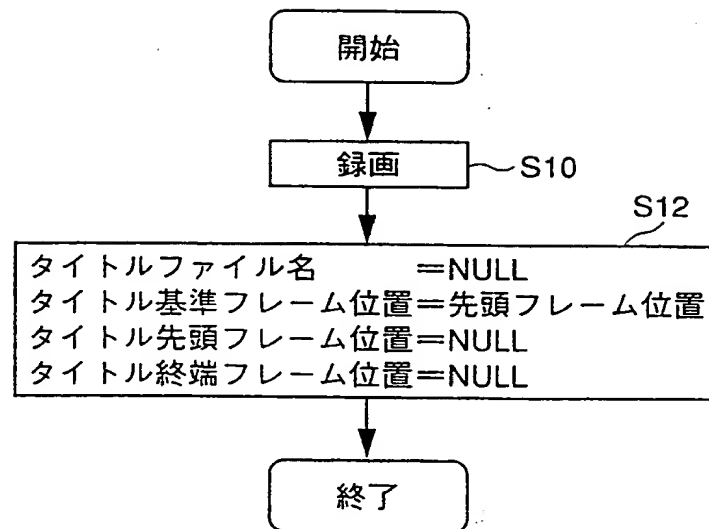 開始
録画
S10
S12
タイトルファイル名 =NULL
タイトル基準フレーム位置=先頭フレーム位置
タイトル先頭フレーム位置=NULL
タイトル終端フレーム位置=NULL
終了